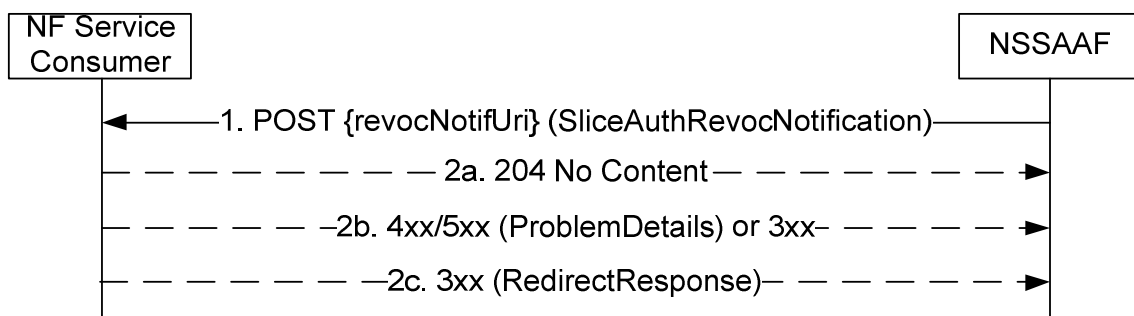 NF Service
Consumer
NSSAAF
1. POST {revocNotifUri} (SliceAuthRevocNotification)
2a. 204 No Content
2b. 4xx/5xx (ProblemDetails) or 3xx
2c. 3xx (RedirectResponse)